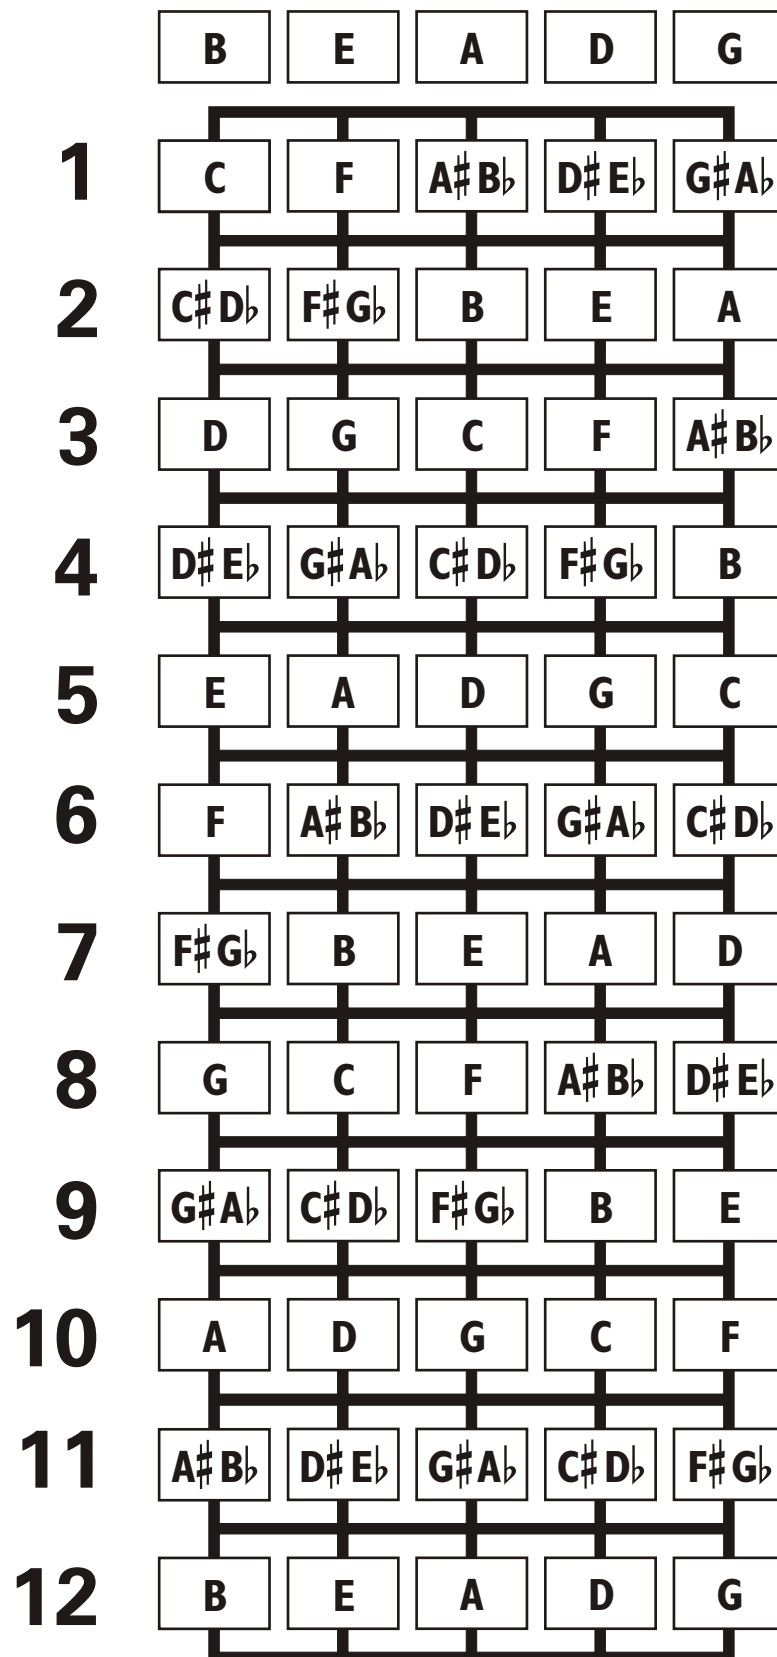 B E A D G
1 C F A♯B♭ D♯E♭ G♯A♭
2 C♯D♭ F♯G♭ B E A
3 D G C F A♯B♭
4 D♯E♭ G♯A♭ C♯D♭ F♯G♭ B
5 E A D G C
6 F A♯B♭ D♯E♭ G♯A♭ C♯D♭
7 F♯G♭ B E A D
8 G C F A♯B♭ D♯E♭
9 G♯A♭ C♯D♭ F♯G♭ B E
10 A D G C F
11 A♯B♭ D♯E♭ G♯A♭ C♯D♭ F♯G♭
12 B E A D G